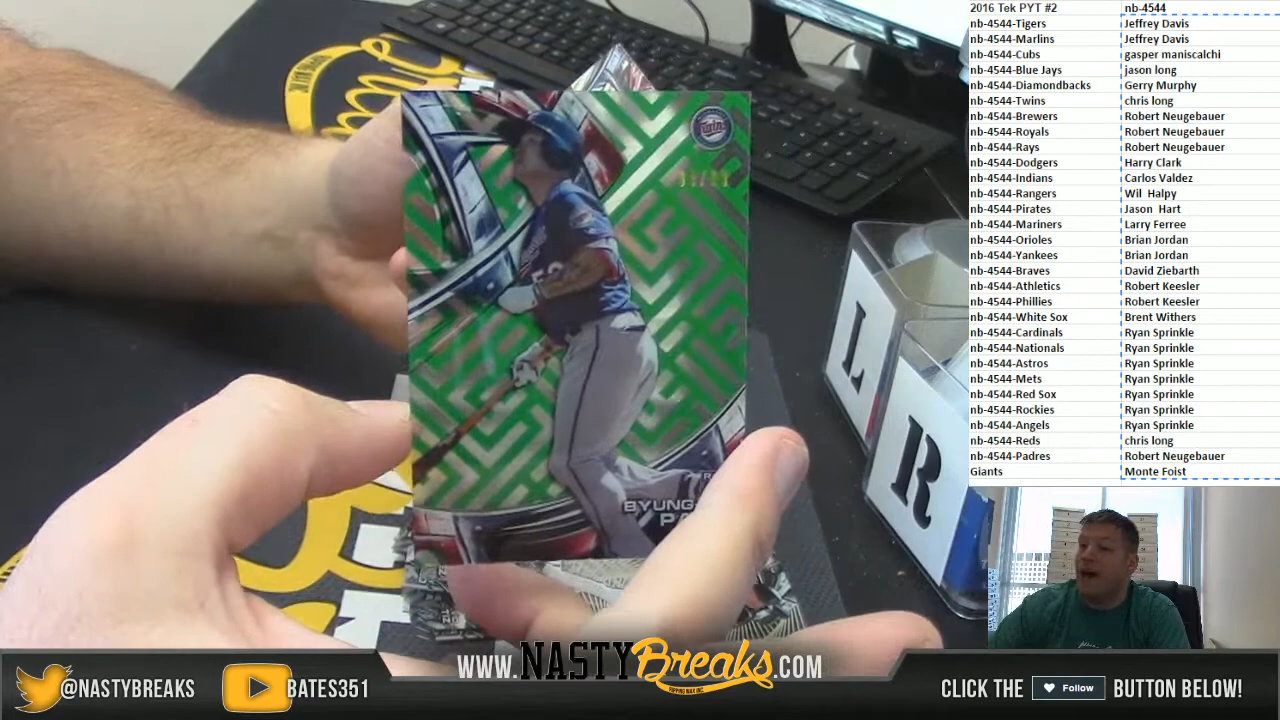 2016 Tek PYT #2 nb-4544
nb-4544-Tigers Jeffrey Davis
nb-4544-Marlins Jeffrey Davis
nb-4544-Cubs gasper maniscalchi
nb-4544-Blue Jays jason long
nb-4544-Diamondbacks Gerry Murphy
nb-4544-Twins chris long
nb-4544-Brewers Robert Neugebauer
nb-4544-Royals Robert Neugebauer
nb-4544-Rays Robert Neugebauer
nb-4544-Dodgers Harry Clark
nb-4544-Indians Carlos Valdez
nb-4544-Rangers Wil Halpy
nb-4544-Pirates Jason Hart
nb-4544-Mariners Larry Ferree
nb-4544-Orioles Brian Jordan
nb-4544-Yankees Brian Jordan
nb-4544-Braves David Ziebarth
nb-4544-Athletics Robert Keesler
nb-4544-Phillies Robert Keesler
nb-4544-White Sox Brent Withers
nb-4544-Cardinals Ryan Sprinkle
nb-4544-Nationals Ryan Sprinkle
nb-4544-Astros Ryan Sprinkle
nb-4544-Mets Ryan Sprinkle
nb-4544-Red Sox Ryan Sprinkle
nb-4544-Rockies Ryan Sprinkle
nb-4544-Angels Ryan Sprinkle
nb-4544-Reds chris long
nb-4544-Padres Robert Neugebauer
Giants Monte Foist
Twins
BYUNG
PA
L
R
@NASTYBREAKS
BATES351
WWW.NASTYBreaks.COM
RIPPING WAX INC
CLICK THE Follow BUTTON BELOW!